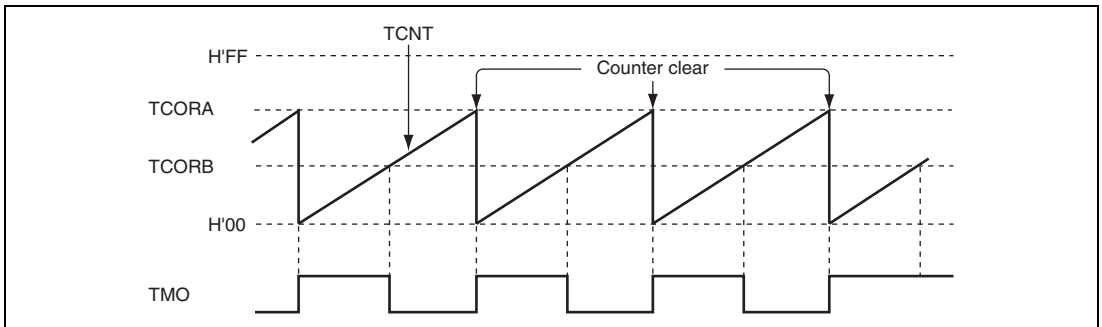 TCNT
H'FF
Counter clear
TCORA
TCORB
H'00
TMO